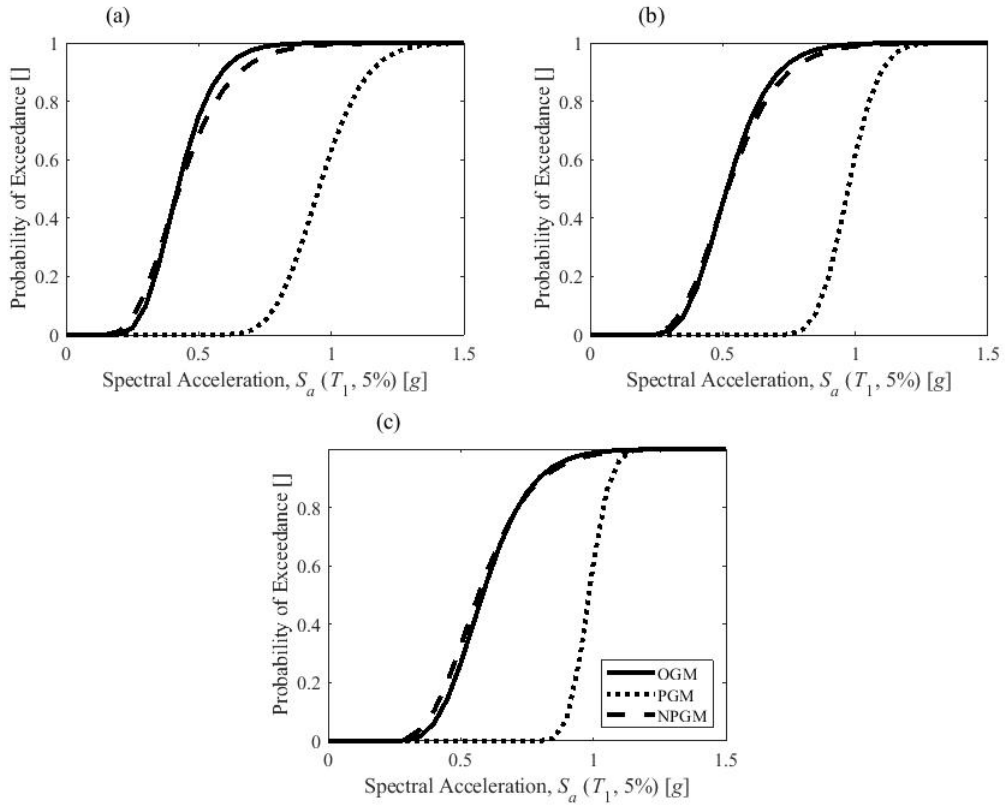 (a)
Probability of Exceedance []
1
0.8
0.6
0.4
0.2
0
0 0.5 1 1.5
Spectral Acceleration, Sa (T1, 5%) [g]
(b)
Probability of Exceedance []
1
0.8
0.6
0.4
0.2
0
0 0.5 1 1.5
Spectral Acceleration, Sa (T1, 5%) [g]
(c)
Probability of Exceedance []
0.8
0.6
0.4
0.2
0
0 0.5 1 1.5
Spectral Acceleration, Sa (T1, 5%) [g]
OGM
PGM
NPGM